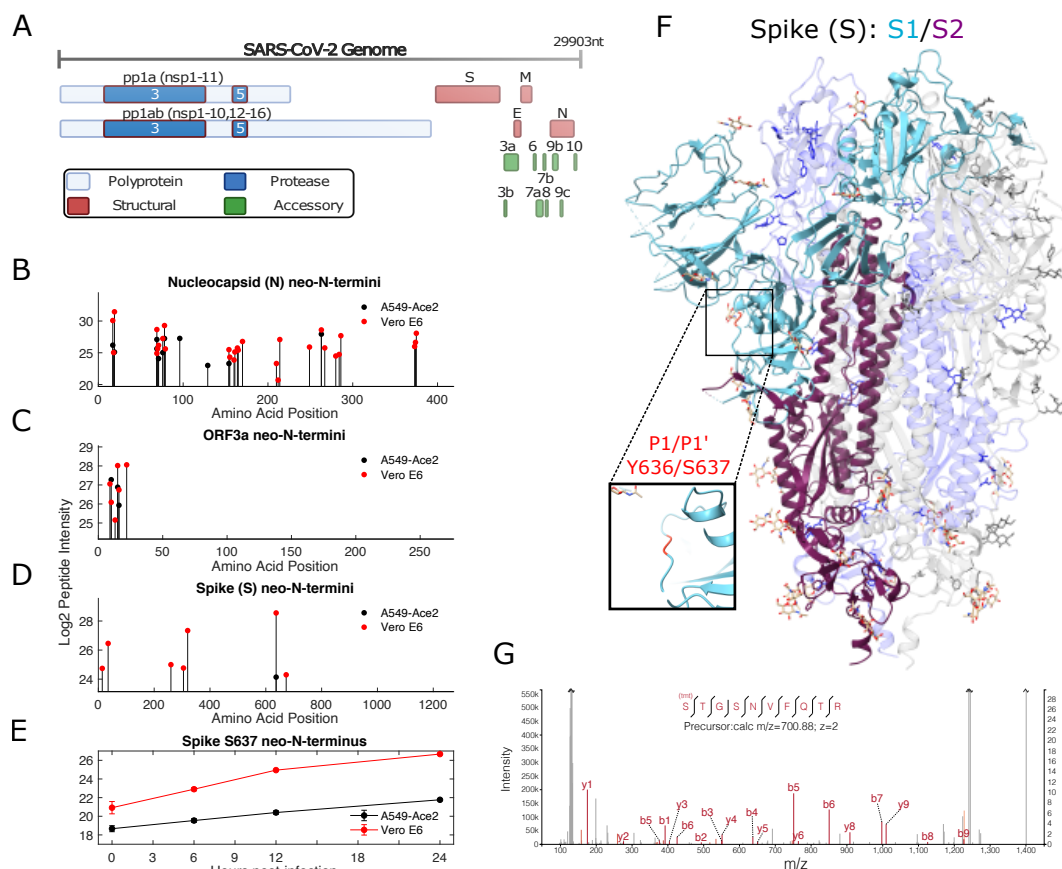 A
SARS-CoV-2 Genome
29903nt
pp1a (nsp1-11)
3
5
S
M
pp1ab (nsp1-10,12-16)
3
5
E
N
3a
6
9b
10
7b
3b
7a
8
9c
Polyprotein
Protease
Structural
Accessory
B
Nucleocapsid (N) neo-N-termini
A549-Ace2
Vero E6
30
25
20
0
100
200
300
400
Amino Acid Position
C
ORF3a neo-N-termini
A549-Ace2
Vero E6
29
28
27
26
25
0
50
100
150
200
250
Amino Acid Position
Log2 Peptide Intensity
D
Spike (S) neo-N-termini
A549-Ace2
Vero E6
28
26
24
0
200
400
600
800
1000
1200
Amino Acid Position
E
Spike S637 neo-N-terminus
26
24
22
20
18
A549-Ace2
Vero E6
0
6
12
18
24
F
Spike (S): S1/S2
P1/P1'
Y636/S637
G
(tmt)
S T G S N V F Q T R
Precursor:calc m/z=700.88; z=2
Intensity
550k
500k
450k
400k
350k
300k
250k
200k
150k
100k
50k
0
28
26
24
22
20
18
16
14
12
10
8
6
4
2
0
y1
y2
b5
b1
y3
b6
b2
b3
y4
b4
y5
b5
y6
b6
y8
b7
y9
b8
b9
100
200
300
400
500
600
700
800
900
1,000
1,100
1,200
1,300
1,400
m/z